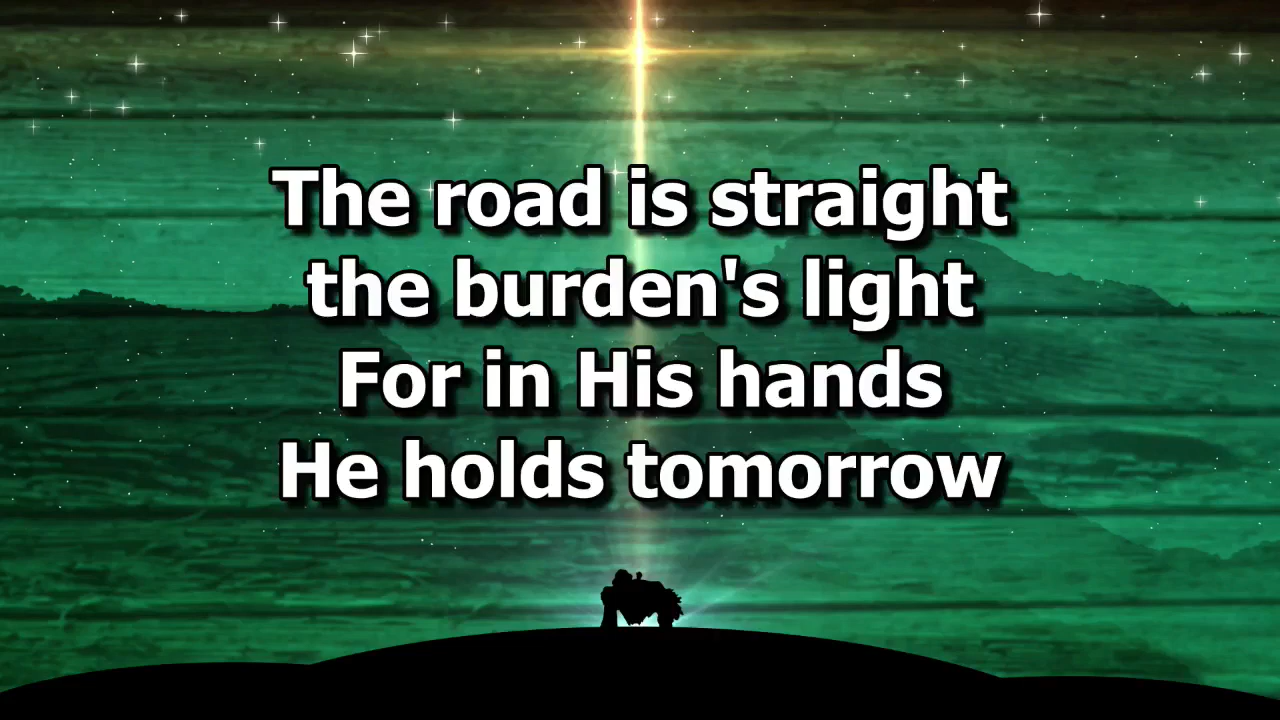 The road is straight
the burden's light
For in His hands
He holds tomorrow